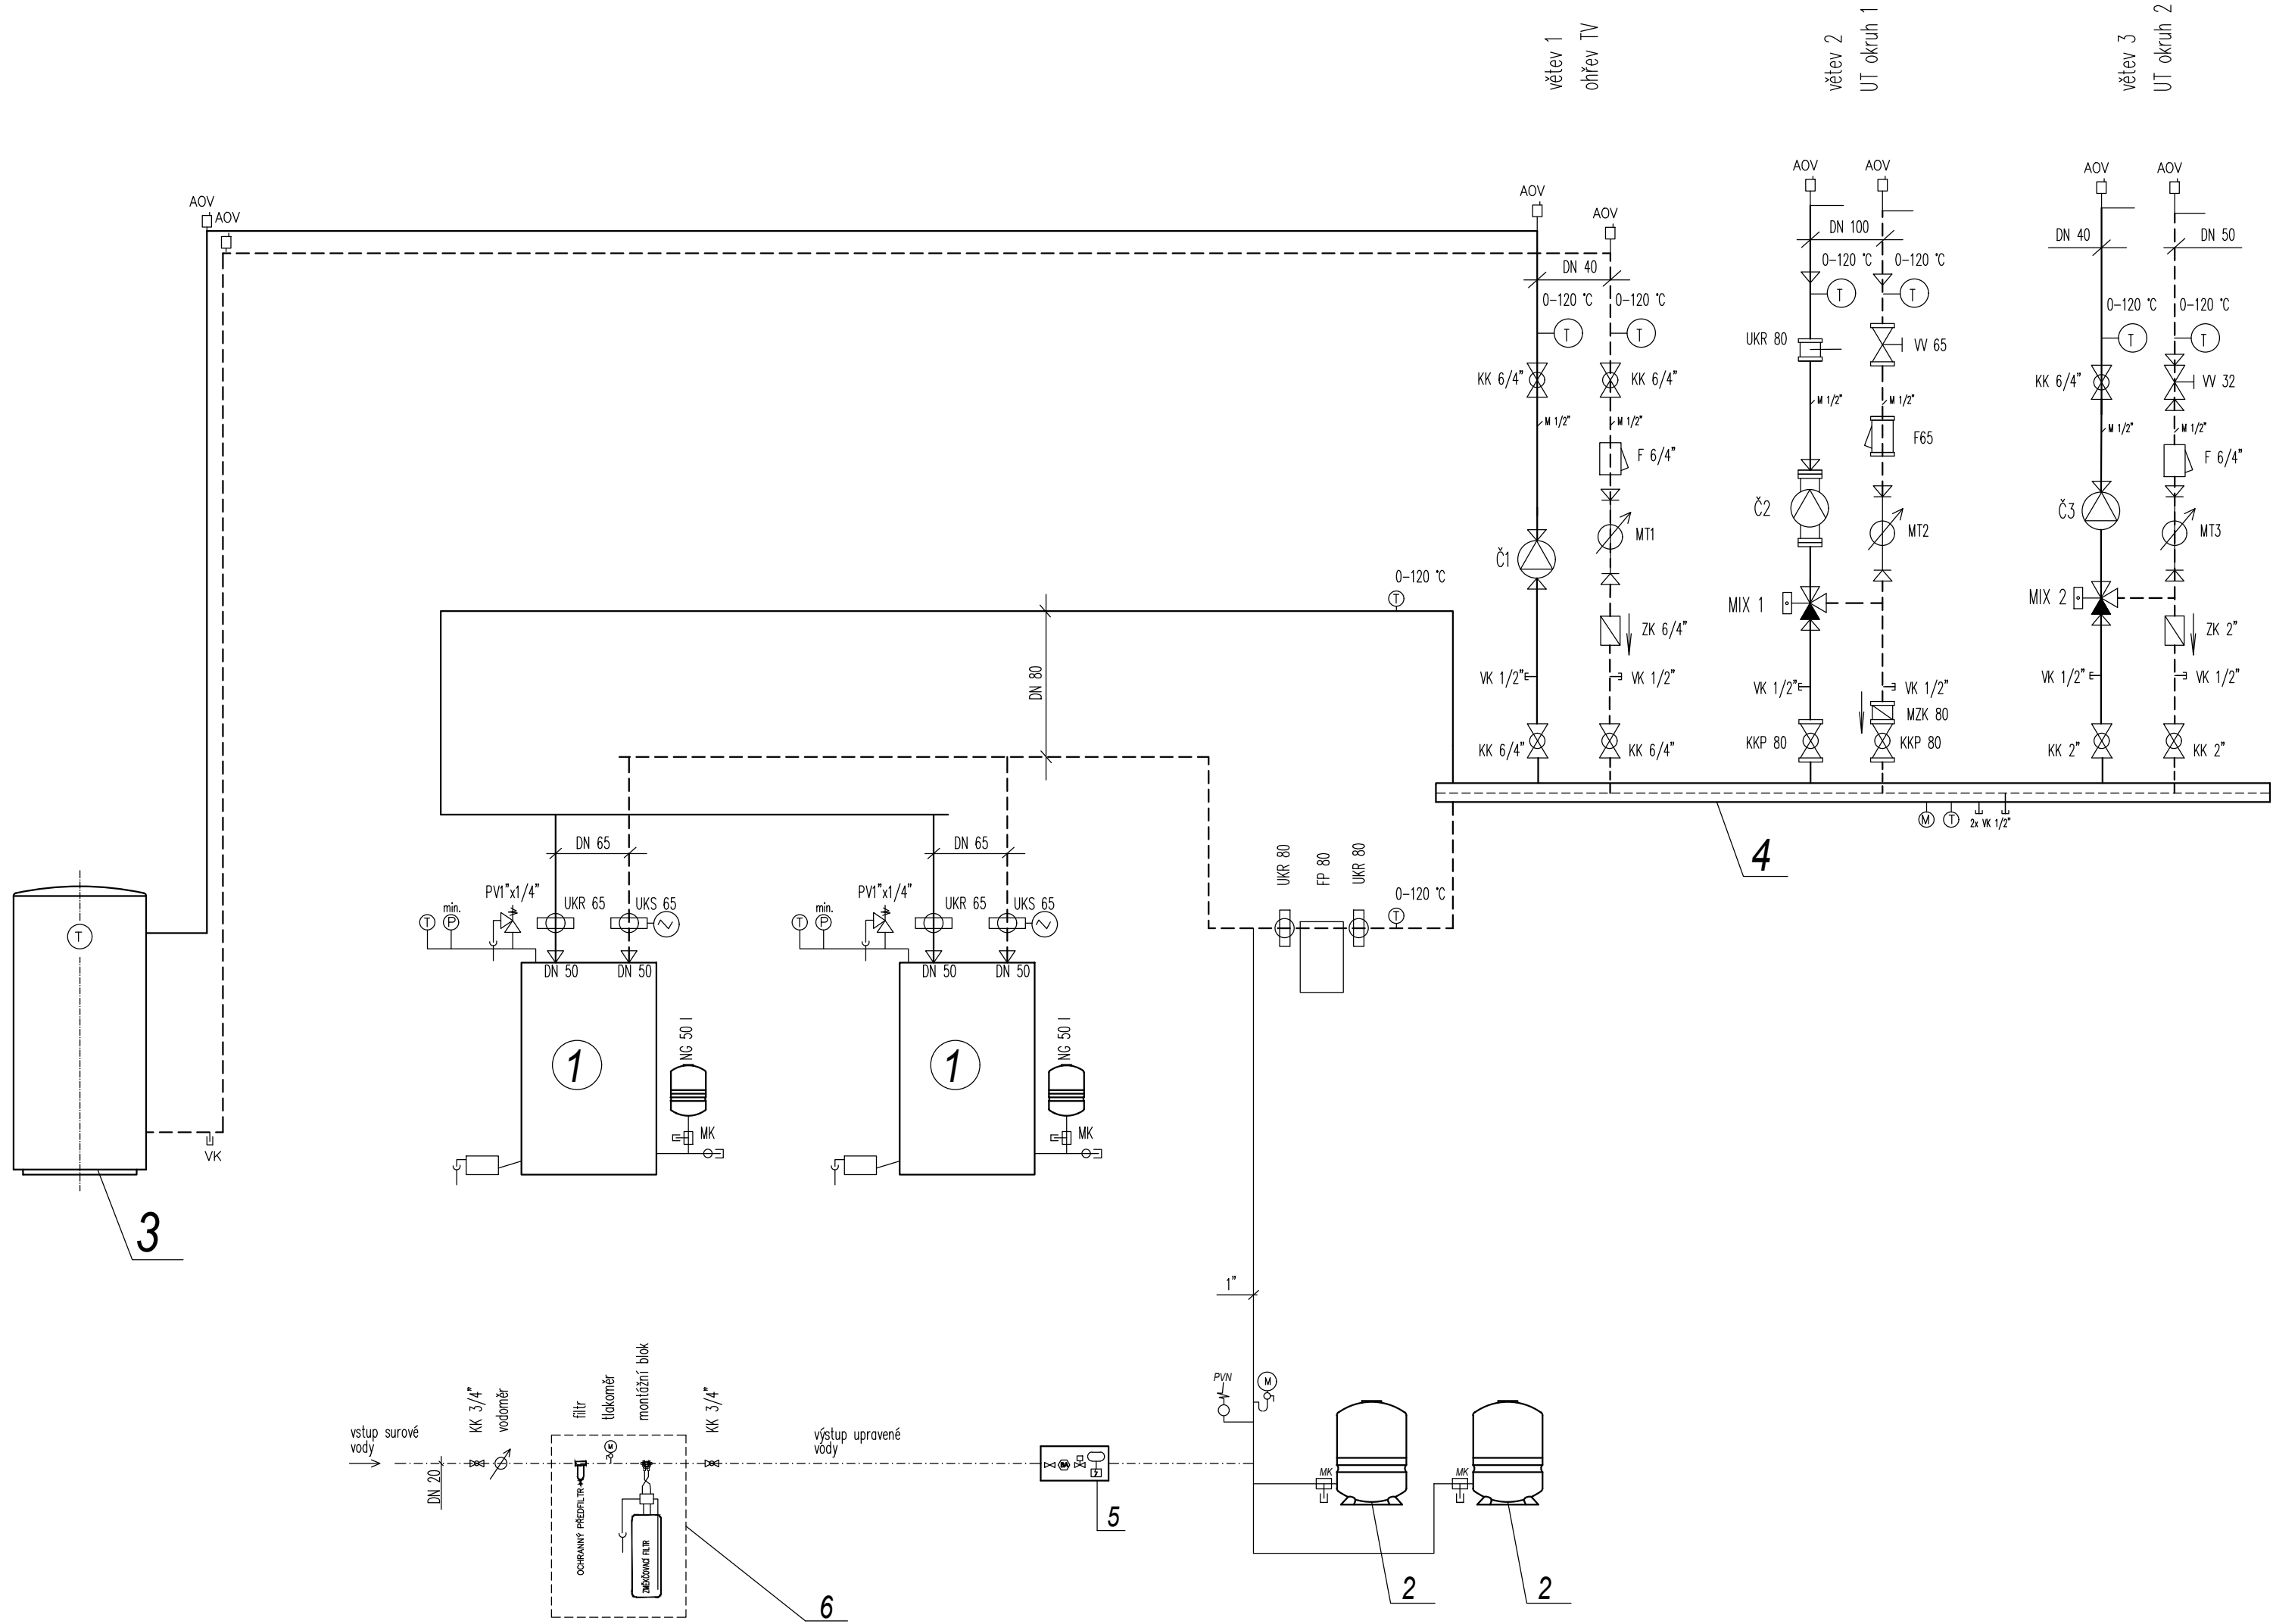 větev 1
ohřev TV
větev 2
UT okruh 1
větev 3
UT okruh 2
AOV
AOV
AOV
AOV
AOV
AOV
AOV
AOV
DN 40
DN 100
DN 40
DN 50
0-120 °C
0-120 °C
0-120 °C
0-120 °C
0-120 °C
0-120 °C
T
T
T
T
T
T
UKR 80
VV 65
KK 6/4"
KK 6/4"
KK 6/4"
VV 32
M 1/2"
M 1/2"
M 1/2"
M 1/2"
M 1/2"
M 1/2"
F 6/4"
F65
F 6/4"
Č1
MT1
Č2
MT2
Č3
MT3
MIX 1
MIX 2
ZK 6/4"
ZK 2"
VK 1/2"
VK 1/2"
VK 1/2"
VK 1/2"
VK 1/2"
VK 1/2"
MZK 80
KK 6/4"
KK 6/4"
KKP 80
KKP 80
KK 2"
KK 2"
M
T
2x VK 1/2"
4
0-120 °C
T
DN 80
DN 65
DN 65
PV1"x1/4"
UKR 65
UKS 65
PV1"x1/4"
UKR 65
UKS 65
T
min.
P
T
min.
P
DN 50
DN 50
DN 50
DN 50
UKR 80
FP 80
UKR 80
0-120 °C
T
T
1
NG 50 l
MK
1
NG 50 l
MK
VK
3
1"
PVN
M
vstup surové
vody
DN 20
KK 3/4"
vodoměr
filtr
tlakoměr
montážní blok
KK 3/4"
M
OCHRANNÝ PŘEDFILTR
ZMĚKČOVACÍ FILTR
výstup upravené
vody
BA
5
MK
MK
2
2
6